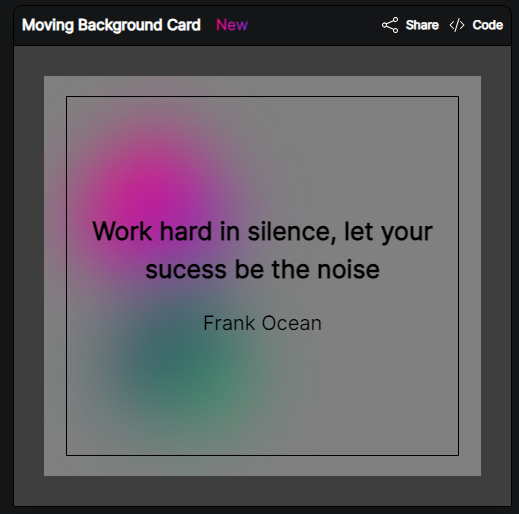 Moving Background Card New Share </> Code
Work hard in silence, let your
sucess be the noise
Frank Ocean